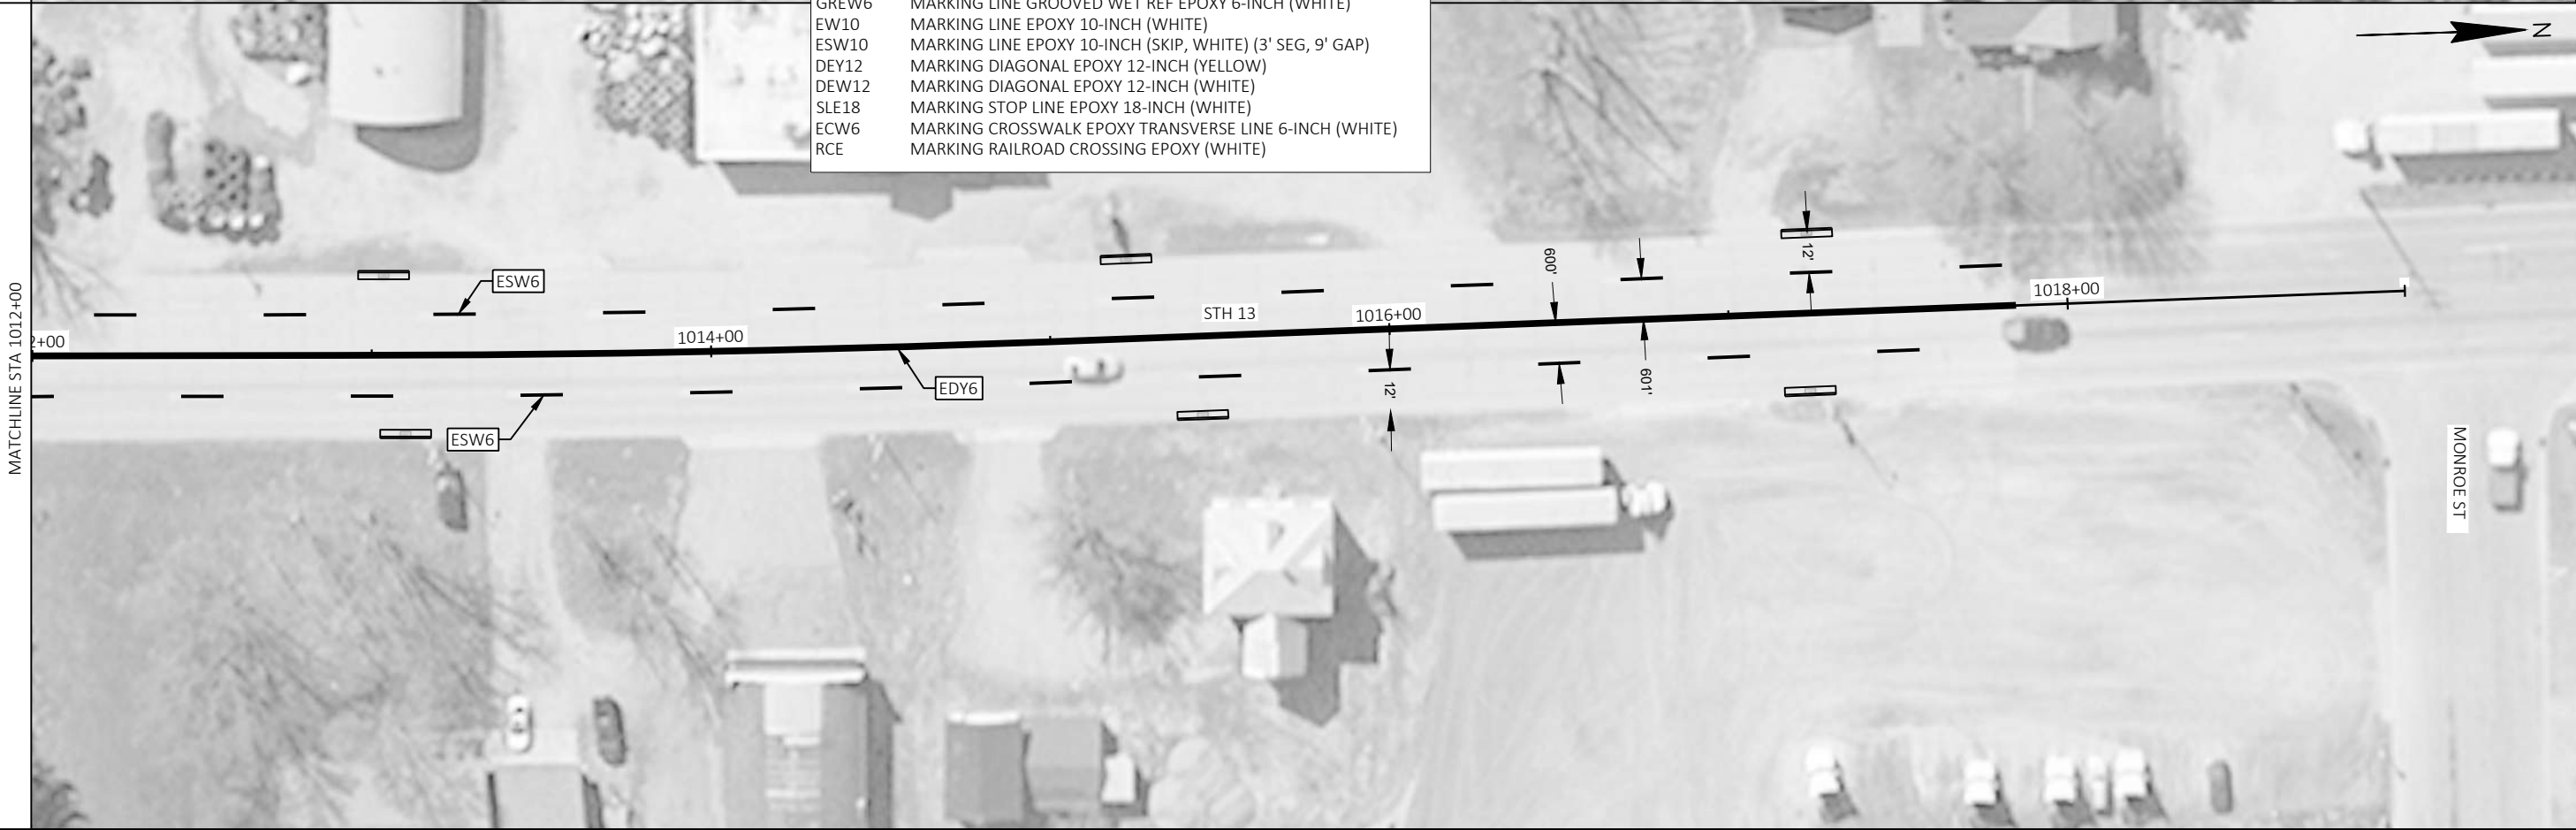 GREW6 MARKING LINE GROOVED WET REF EPOXY 6-INCH (WHITE)
EW10 MARKING LINE EPOXY 10-INCH (WHITE)
ESW10 MARKING LINE EPOXY 10-INCH (SKIP, WHITE) (3' SEG, 9' GAP)
DEY12 MARKING DIAGONAL EPOXY 12-INCH (YELLOW)
DEW12 MARKING DIAGONAL EPOXY 12-INCH (WHITE)
SLE18 MARKING STOP LINE EPOXY 18-INCH (WHITE)
ECW6 MARKING CROSSWALK EPOXY TRANSVERSE LINE 6-INCH (WHITE)
RCE MARKING RAILROAD CROSSING EPOXY (WHITE)
N
MATCHLINE STA 1012+00
2+00
ESW6
1014+00
STH 13
1016+00
600'
12'
1018+00
EDY6
ESW6
12'
601'
MONROE ST